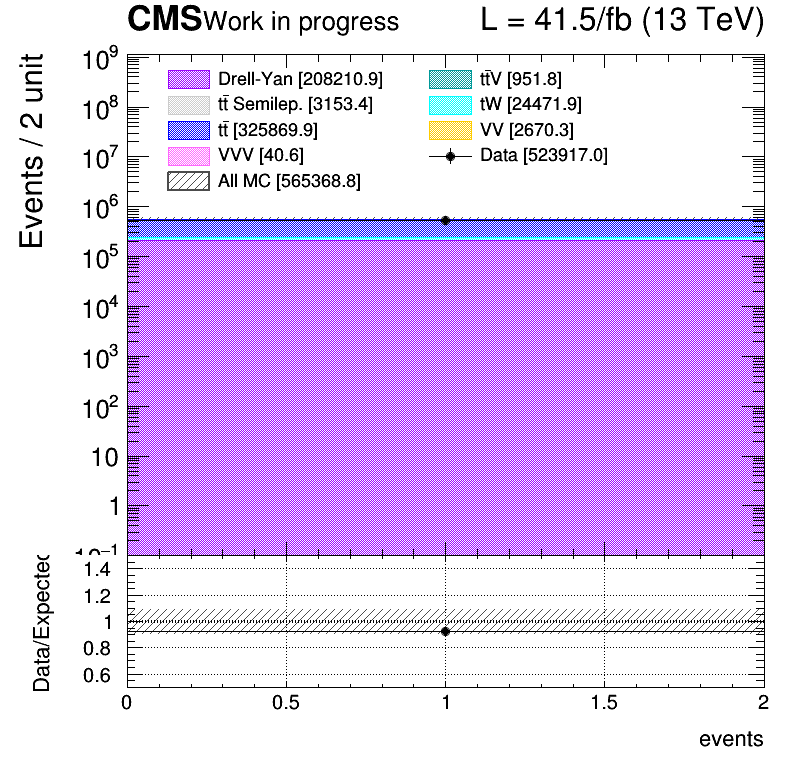 CMS Work in progress L = 41.5/fb (13 TeV)
Events / 2 unit
10⁹
10⁸
10⁷
10⁶
10⁵
10⁴
10³
10²
10
1
10⁻¹
Drell-Yan [208210.9]
tt̄ Semilep. [3153.4]
tt̄ [325869.9]
VVV [40.6]
All MC [565368.8]
tt̄V [951.8]
tW [24471.9]
VV [2670.3]
Data [523917.0]
Data/Expected
1.4
1.2
1
0.8
0.6
0 0.5 1 1.5 2
events